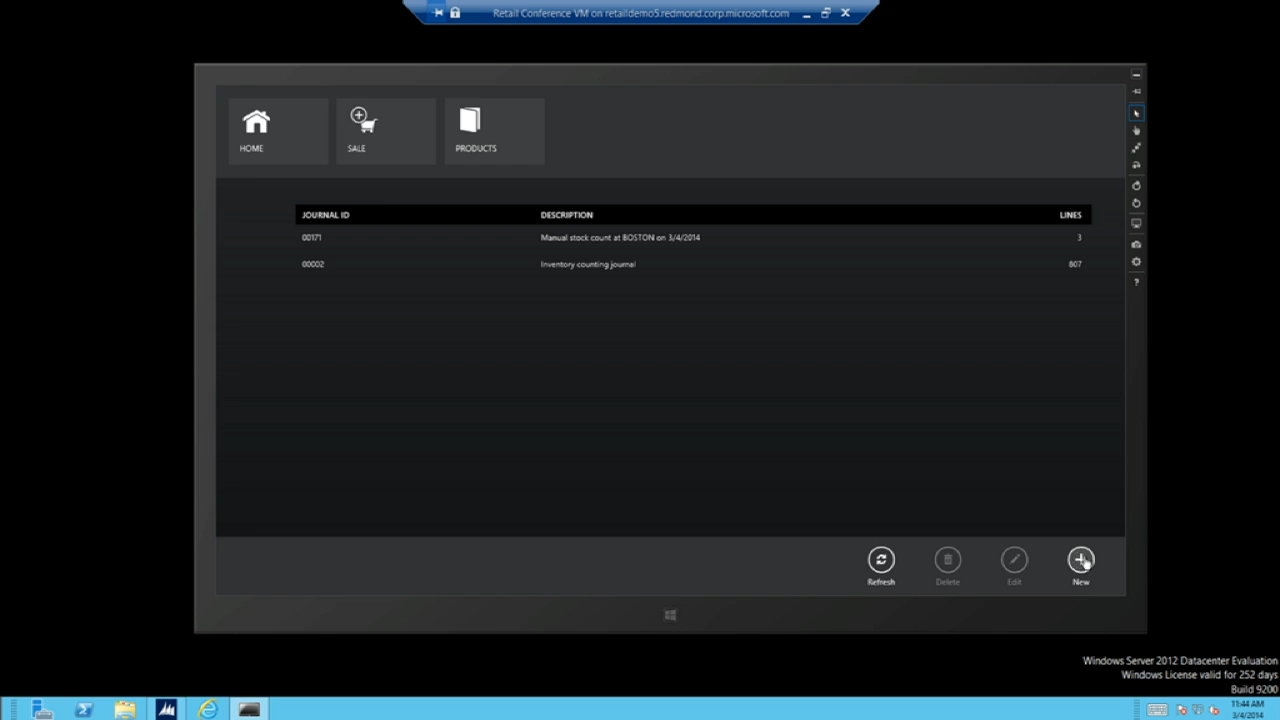 Retail Conference VM on retaildemo5.redmond.corp.microsoft.com
HOME
SALE
PRODUCTS
JOURNAL ID DESCRIPTION LINES
00171 Manual stock count at BOSTON on 3/4/2014 3
00002 Inventory counting journal 607
Refresh Delete Edit New
?
Windows Server 2012 Datacenter Evaluation
Windows License valid for 252 days
Build 9200
11:44 AM
3/4/2014